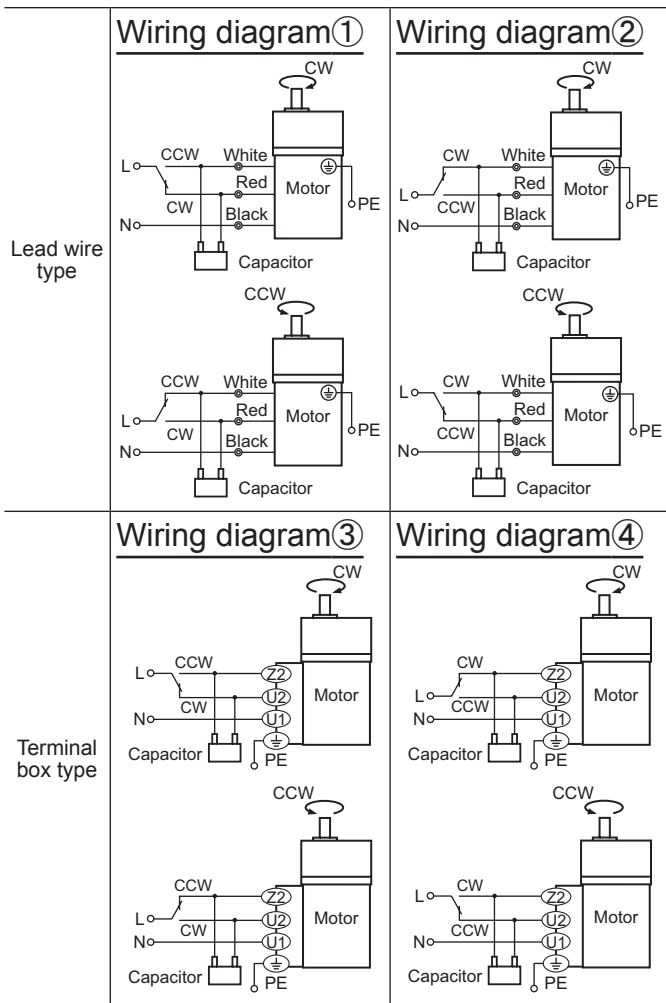 Wiring diagram①
CW
CCW
White
L
Red
Motor
CW
PE
Black
N
Capacitor
CCW
CCW
White
Red
L
Motor
CW
PE
Black
N
Capacitor
Wiring diagram②
CW
CW
White
Red
L
Motor
CCW
PE
Black
N
Capacitor
CCW
CW
White
L
Red
Motor
CCW
PE
Black
N
Capacitor
Lead wire
type
Wiring diagram③
CW
CCW
L
Z2
U2
Motor
CW
N
U1
Capacitor
PE
CCW
CCW
Z2
L
U2
Motor
CW
N
U1
Capacitor
PE
Wiring diagram④
CW
CW
Z2
L
U2
Motor
CCW
N
U1
Capacitor
PE
CCW
CW
L
Z2
U2
Motor
CCW
N
U1
Capacitor
PE
Terminal
box type